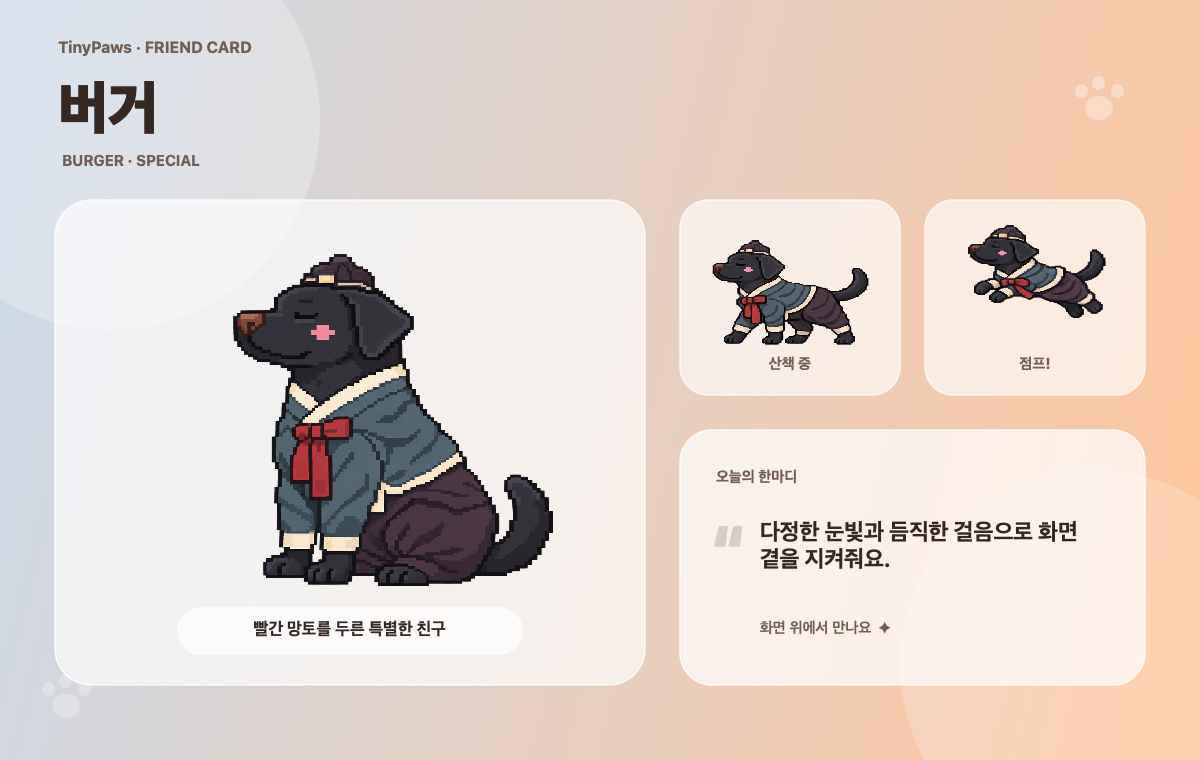 TinyPaws · FRIEND CARD
버거
BURGER · SPECIAL
산책 중
점프!
빨간 망토를 두른 특별한 친구
오늘의 한마디
다정한 눈빛과 듬직한 걸음으로 화면
곁을 지켜줘요.
화면 위에서 만나요 ✦